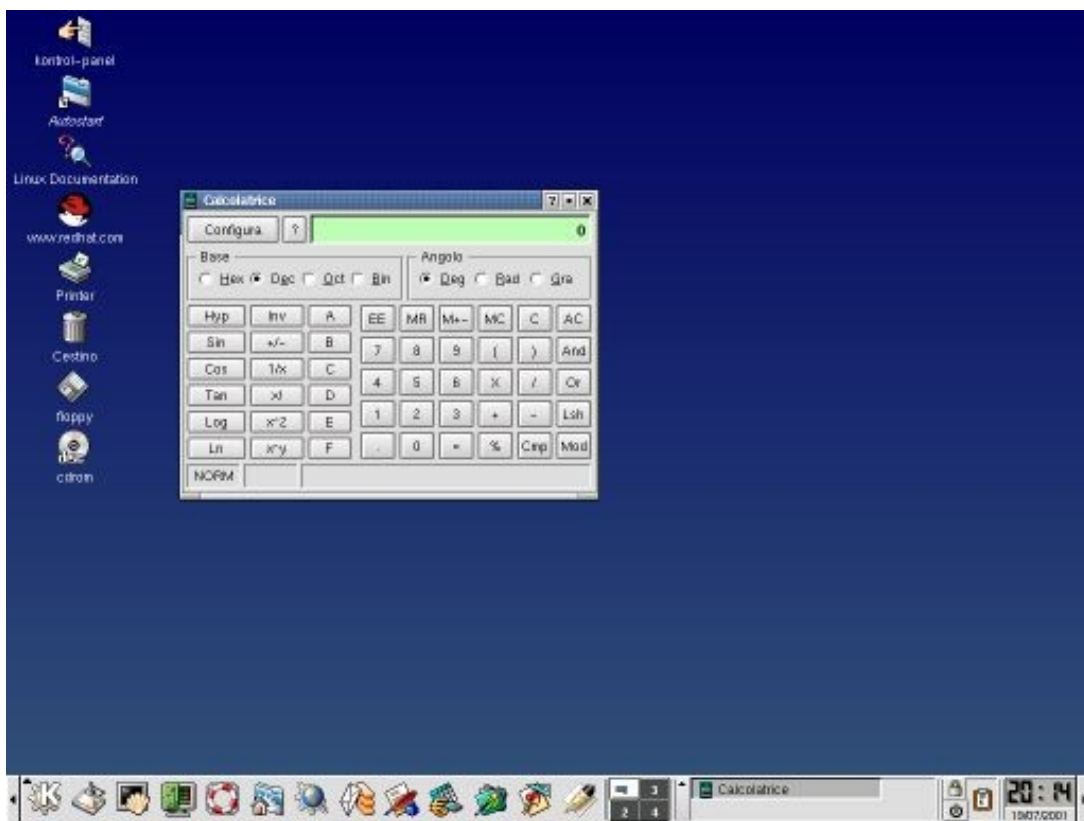 kontrol-panel
Autostart
Linux Documentation
www.redhat.com
Printer
Cestino
floppy
cdrom
Calcolatrice
Configura ? 0
Base Angolo
Hex Dec Oct Bin Deg Rad Gra
Hyp Inv A EE MR M+- MC C AC
Sin +/- B 7 8 9 ( ) And
Cos 1/x C 4 5 6 X / Or
Tan x! D 1 2 3 + - Lsh
Log x^2 E . 0 = % Cmp Mod
Ln x^y F
NORM
K 3 Calcolatrice 20:14
2 4 19/07/2001